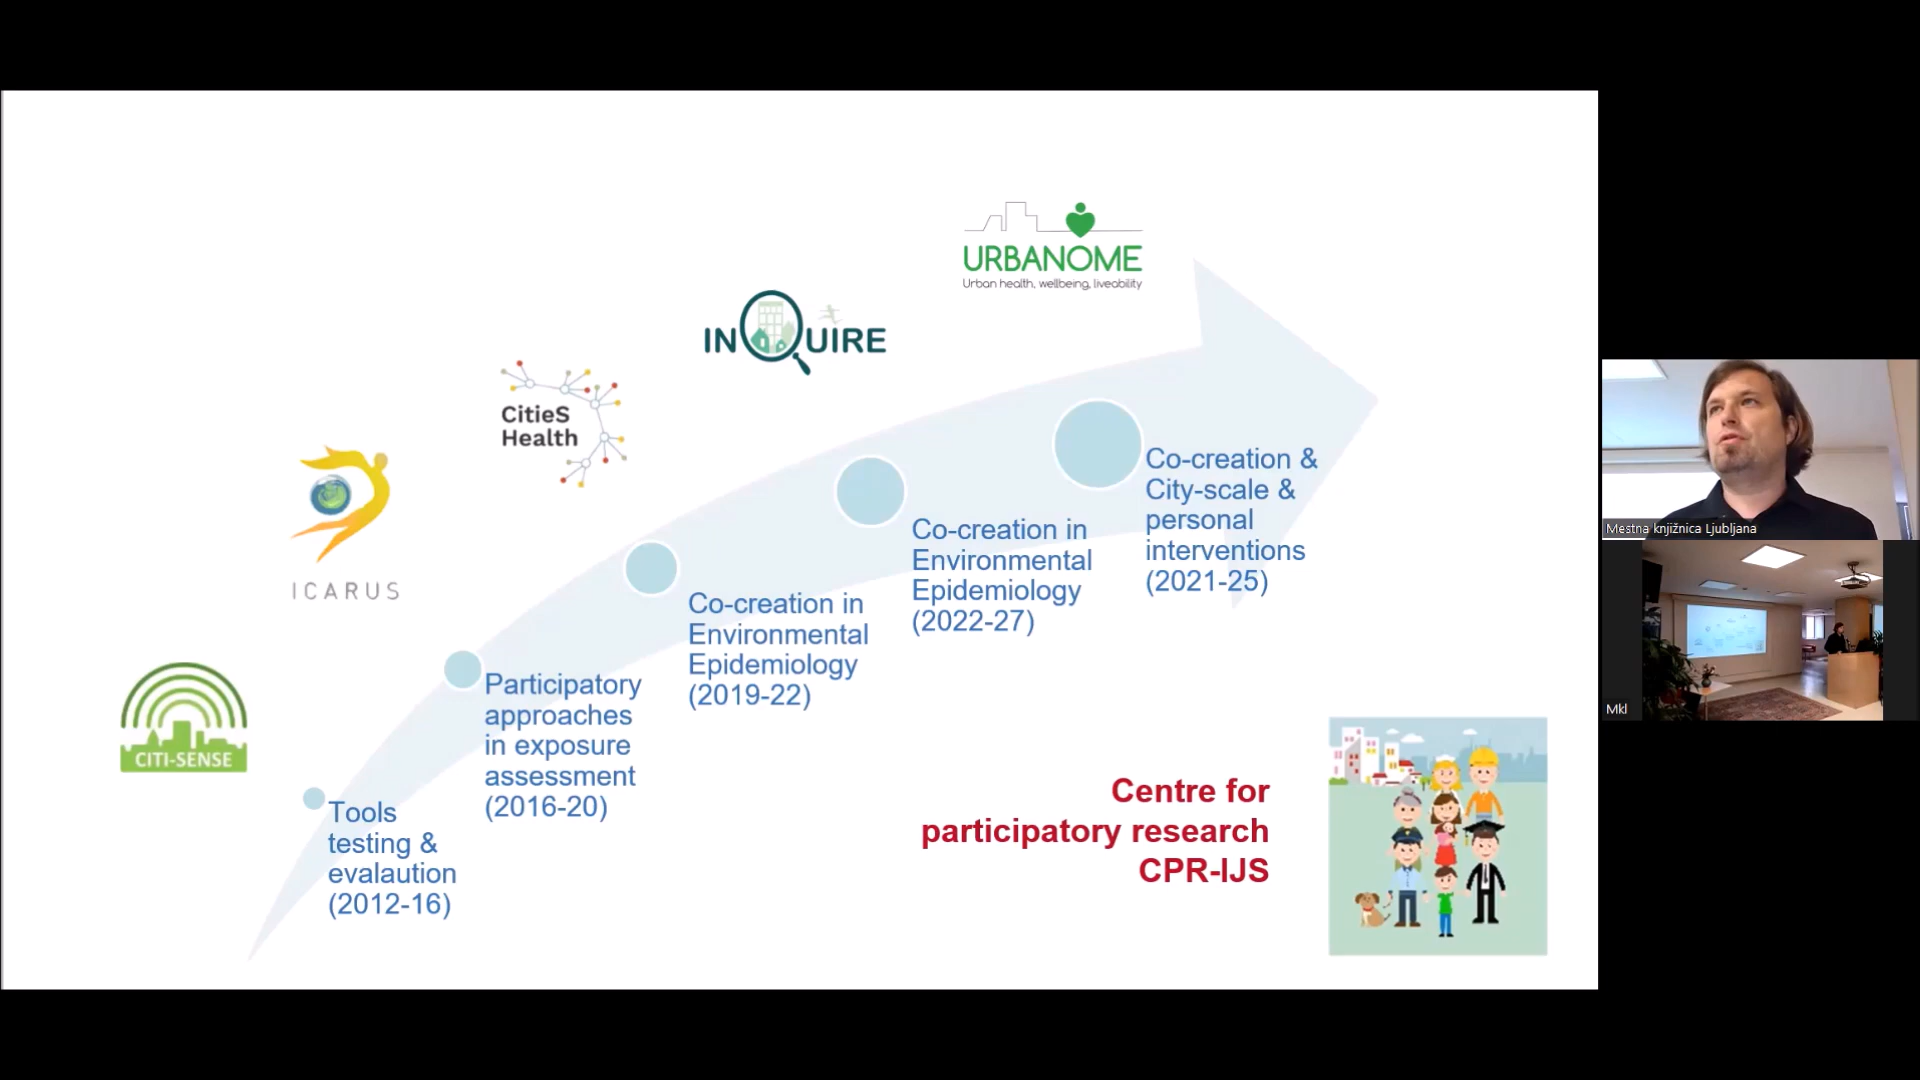 URBANOME
Urban health, wellbeing, liveability
INQUIRE
CitieS
Health
ICARUS
CITI-SENSE
Tools
testing &
evalaution
(2012-16)
Participatory
approaches
in exposure
assessment
(2016-20)
Co-creation in
Environmental
Epidemiology
(2019-22)
Co-creation in
Environmental
Epidemiology
(2022-27)
Co-creation &
City-scale &
personal
interventions
(2021-25)
Centre for
participatory research
CPR-IJS
Mestna knjižnica Ljubljana
Mkl